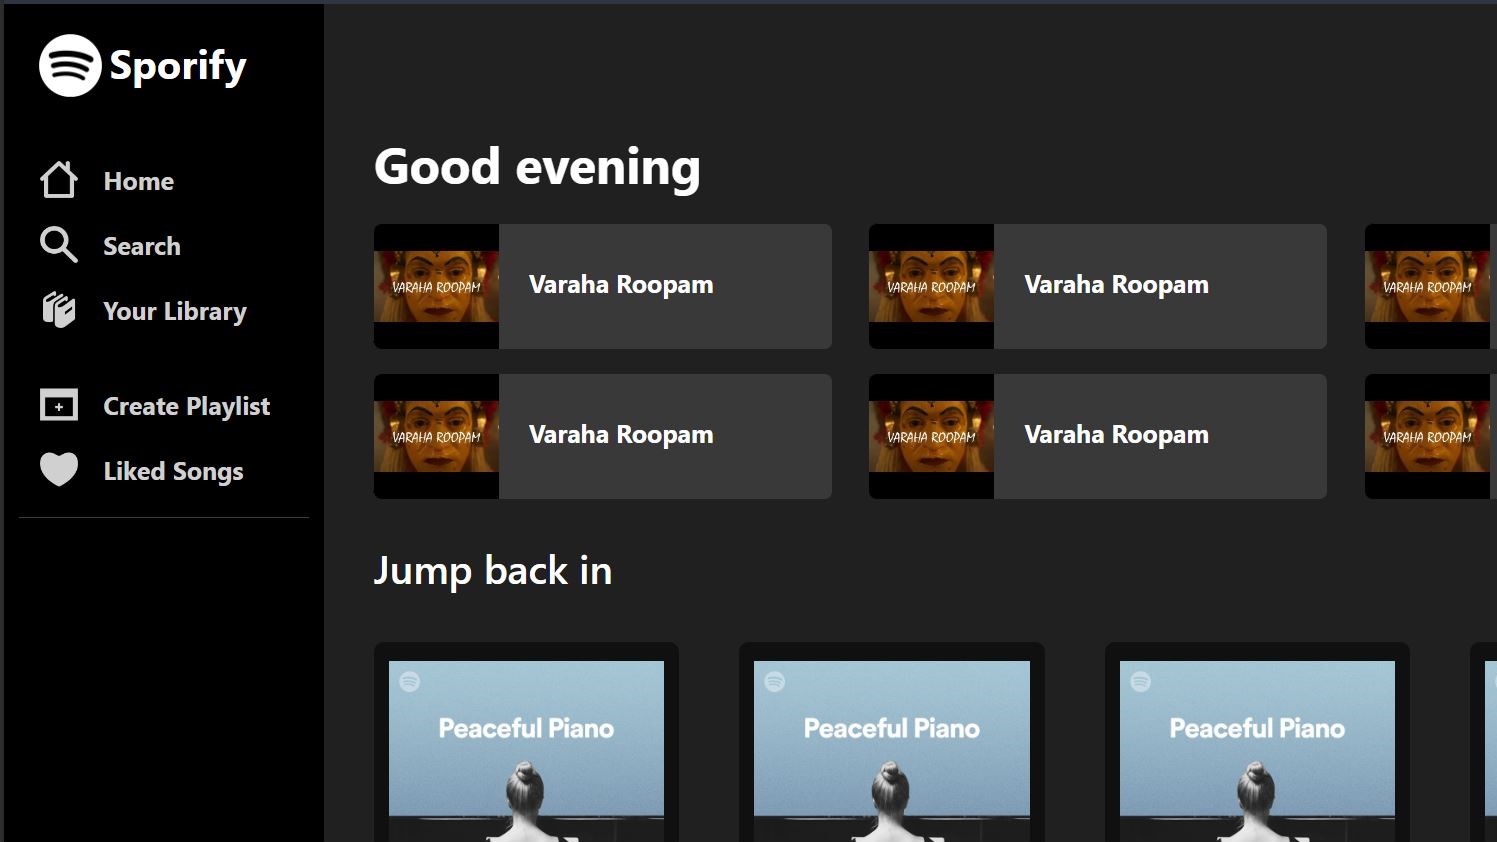 Sporify
Home
Search
Your Library
Create Playlist
Liked Songs
Good evening
VARAHA ROOPAM
Varaha Roopam
VARAHA ROOPAM
Varaha Roopam
VARAHA ROOPAM
VARAHA ROOPAM
Varaha Roopam
VARAHA ROOPAM
Varaha Roopam
VARAHA ROOPAM
Jump back in
Peaceful Piano
Peaceful Piano
Peaceful Piano